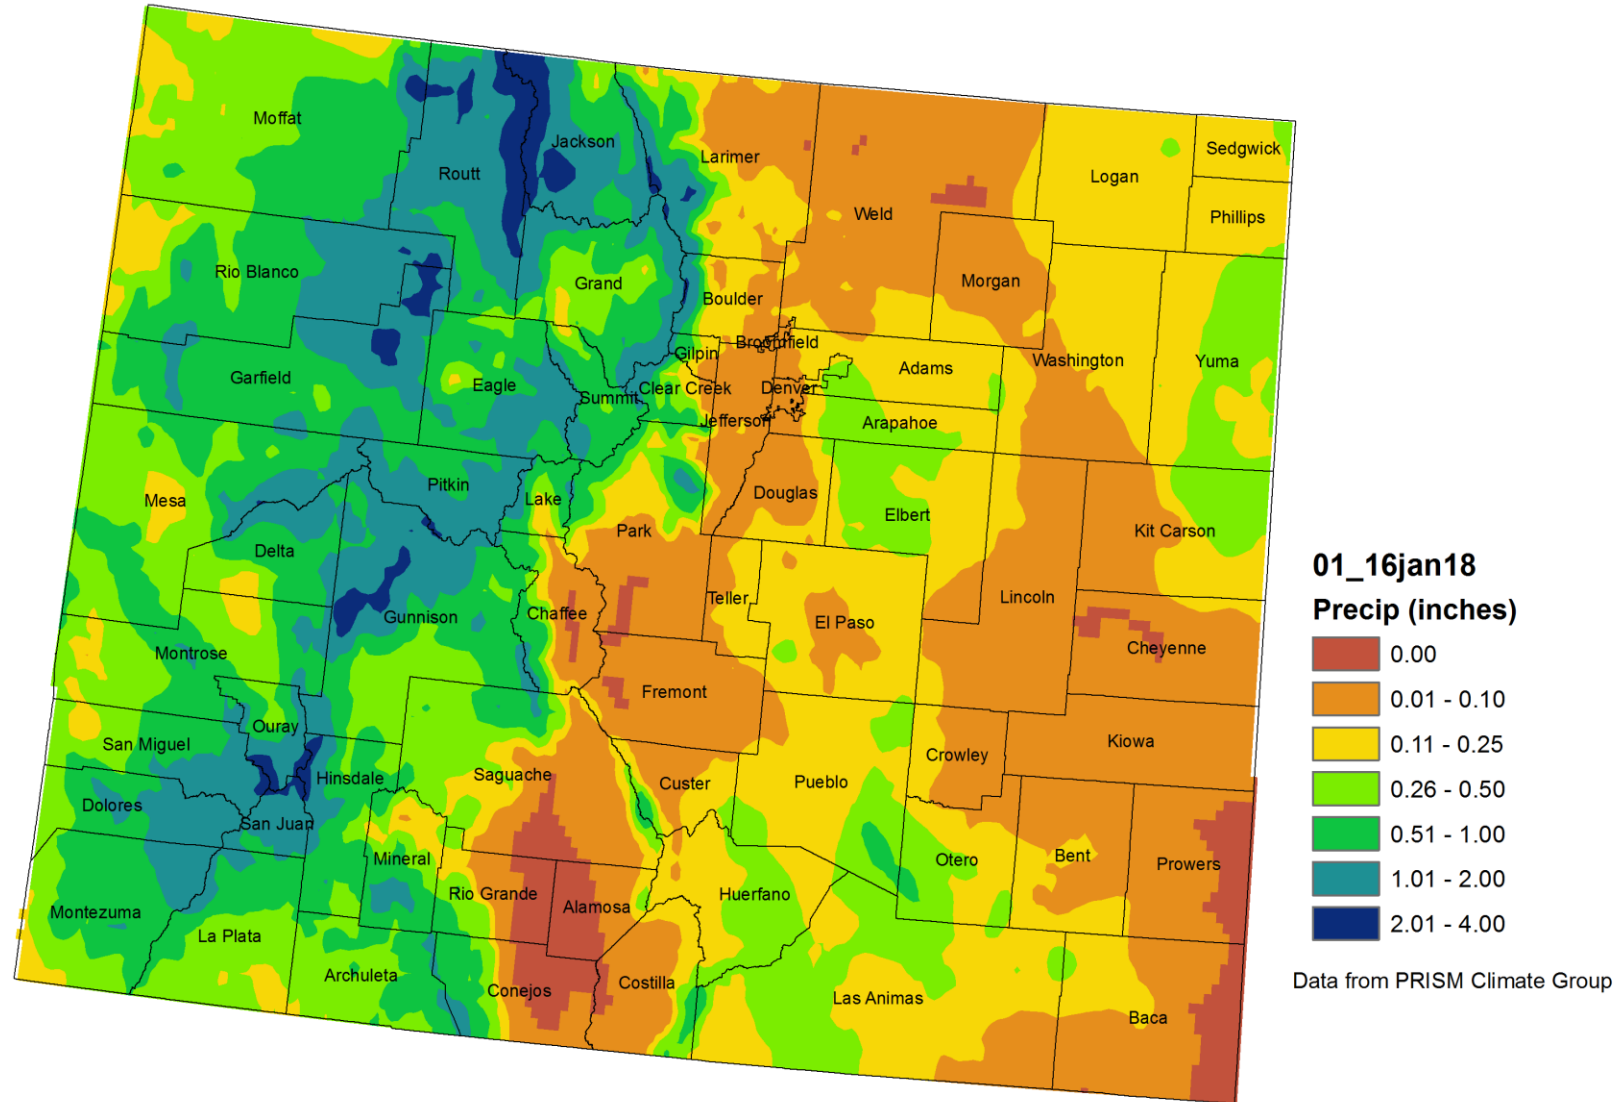 Moffat
Jackson
Routt
Larimer
Sedgwick
Logan
Phillips
Weld
Rio Blanco
Grand
Morgan
Boulder
Broomfield
Gilpin
Washington
Yuma
Garfield
Eagle
Summit
Clear Creek
Denver
Adams
Jefferson
Arapahoe
Mesa
Pitkin
Lake
Douglas
Elbert
Park
Kit Carson
Delta
Teller
Lincoln
Gunnison
Chaffee
El Paso
Cheyenne
Montrose
Fremont
Ouray
San Miguel
Hinsdale
Saguache
Custer
Pueblo
Crowley
Kiowa
Dolores
San Juan
Mineral
Otero
Bent
Prowers
Rio Grande
Alamosa
Huerfano
Montezuma
La Plata
Archuleta
Conejos
Costilla
Las Animas
Baca
01_16jan18
Precip (inches)
0.00
0.01 - 0.10
0.11 - 0.25
0.26 - 0.50
0.51 - 1.00
1.01 - 2.00
2.01 - 4.00
Data from PRISM Climate Group